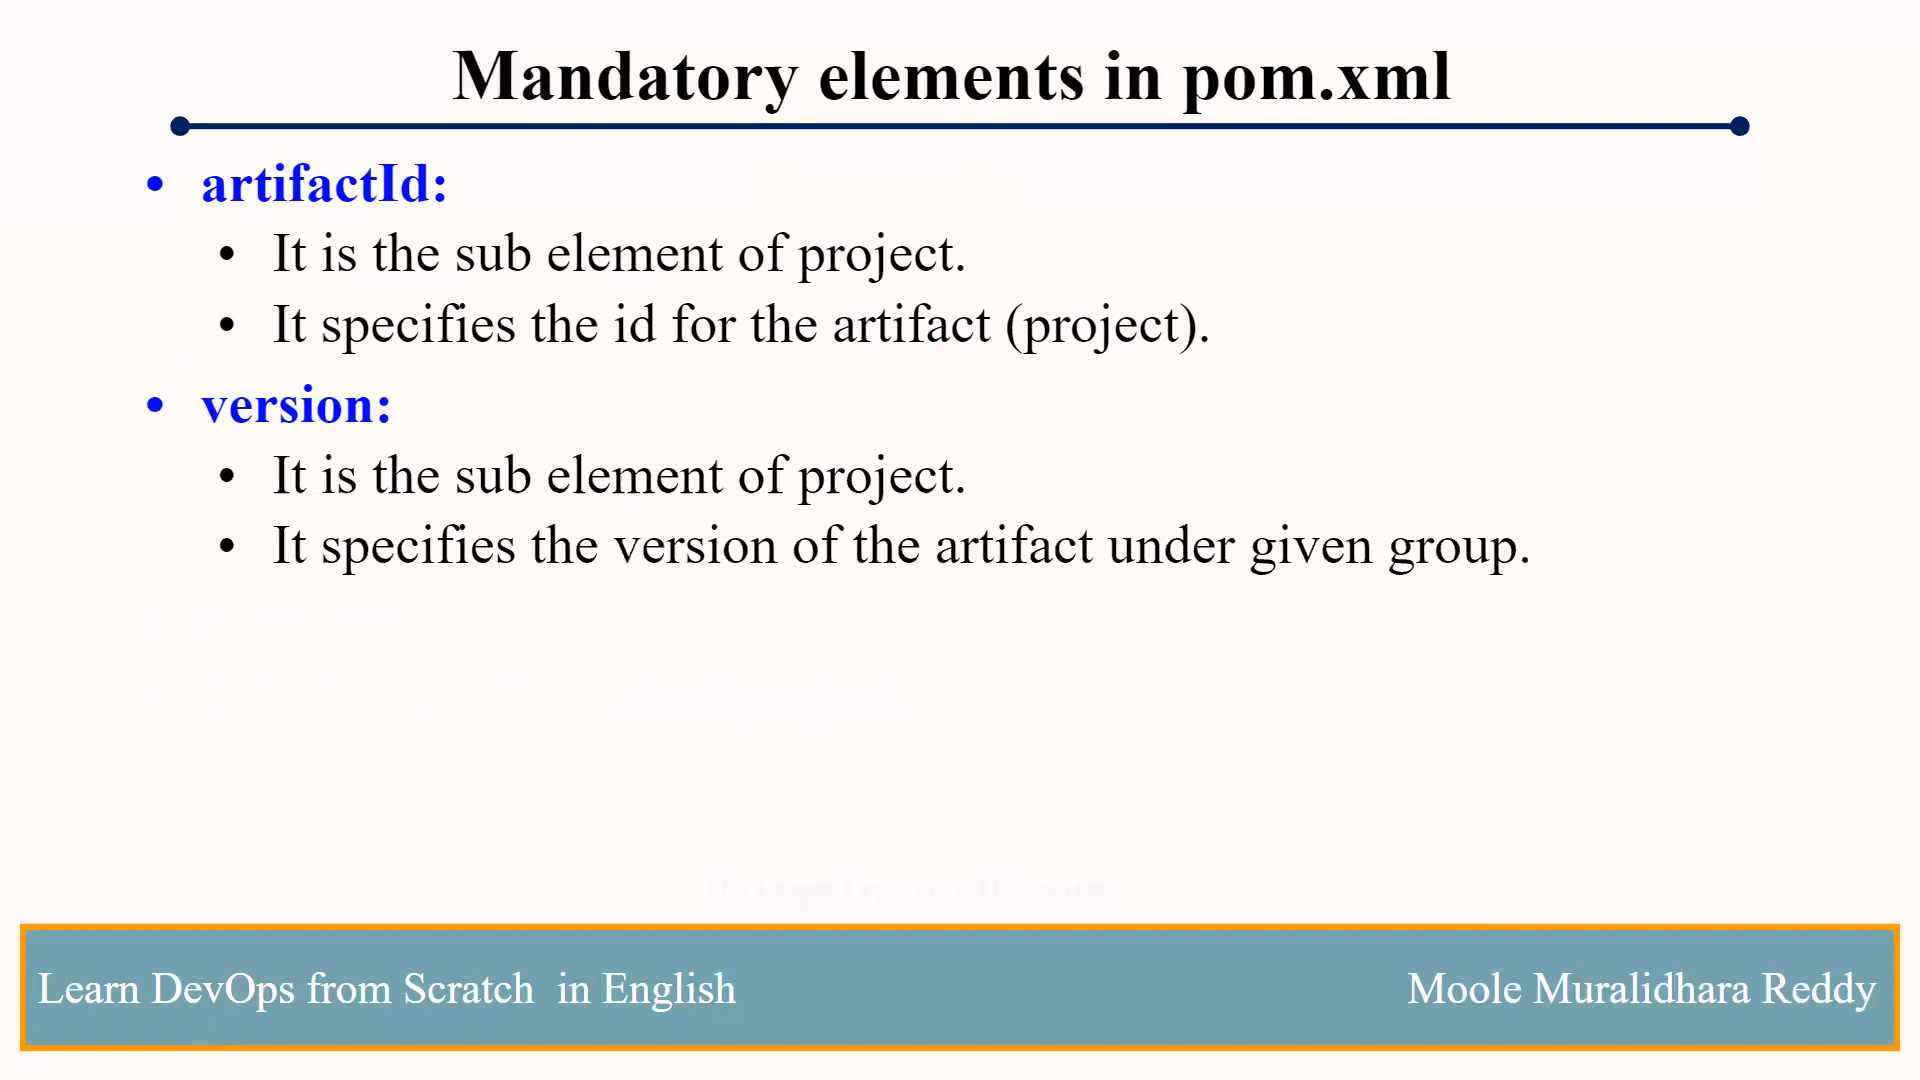 Mandatory elements in pom.xml
• artifactId:
• It is the sub element of project.
• It specifies the id for the artifact (project).
• version:
• It is the sub element of project.
• It specifies the version of the artifact under given group.
Learn DevOps from Scratch  in English
Moole Muralidhara Reddy